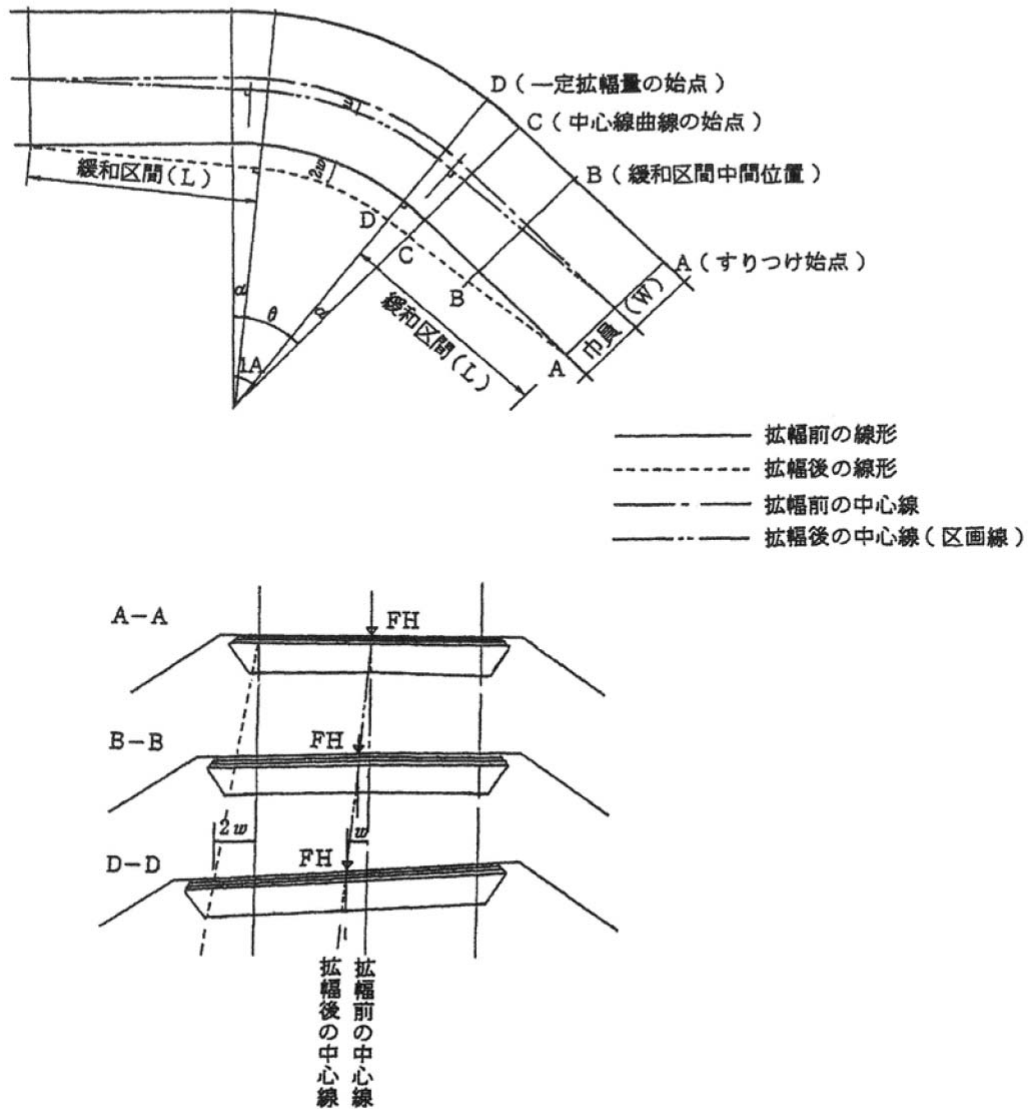 D（一定拡幅量の始点）
C（中心線曲線の始点）
B（緩和区間中間位置）
A（すりつけ始点）
w
2w
緩和区間(L)
D
C
B
A
巾員(W)
緩和区間(L)
α
θ
α
IA
拡幅前の線形
拡幅後の線形
拡幅前の中心線
拡幅後の中心線（区画線）
A－A
FH
B－B
FH
2w
w
D－D
FH
拡幅後の中心線
拡幅前の中心線